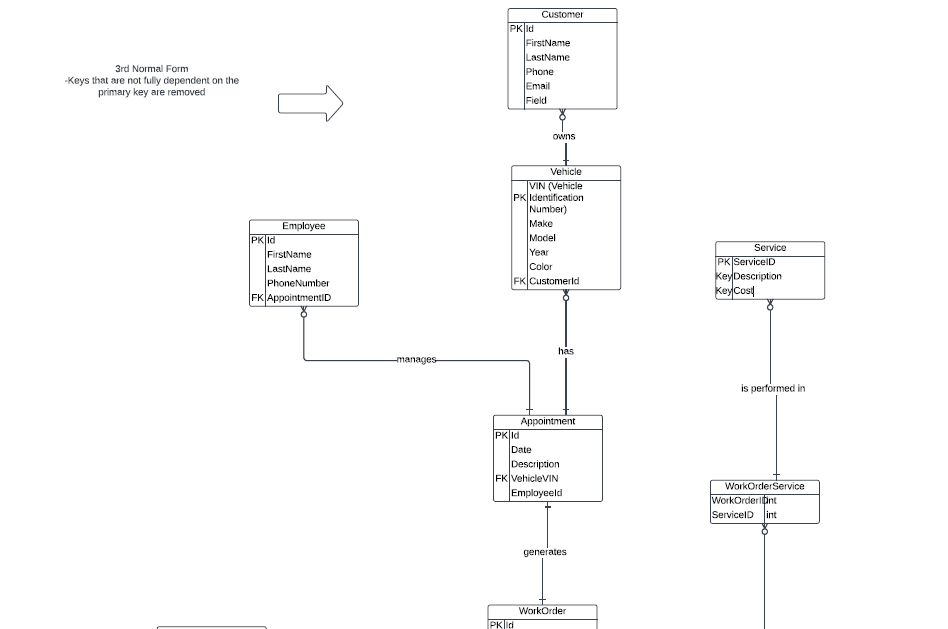 Customer
PK Id
FirstName
LastName
Phone
Email
Field
3rd Normal Form
-Keys that are not fully dependent on the
primary key are removed
owns
Vehicle
VIN (Vehicle
PK Identification
Number)
Make
Model
Year
Color
FK CustomerId
Employee
PK Id
FirstName
LastName
PhoneNumber
FK AppointmentID
Service
PK ServiceID
Key Description
Key Cost
manages
has
is performed in
Appointment
PK Id
Date
Description
FK VehicleVIN
EmployeeId
WorkOrderService
WorkOrderID int
ServiceID int
generates
WorkOrder
PK Id